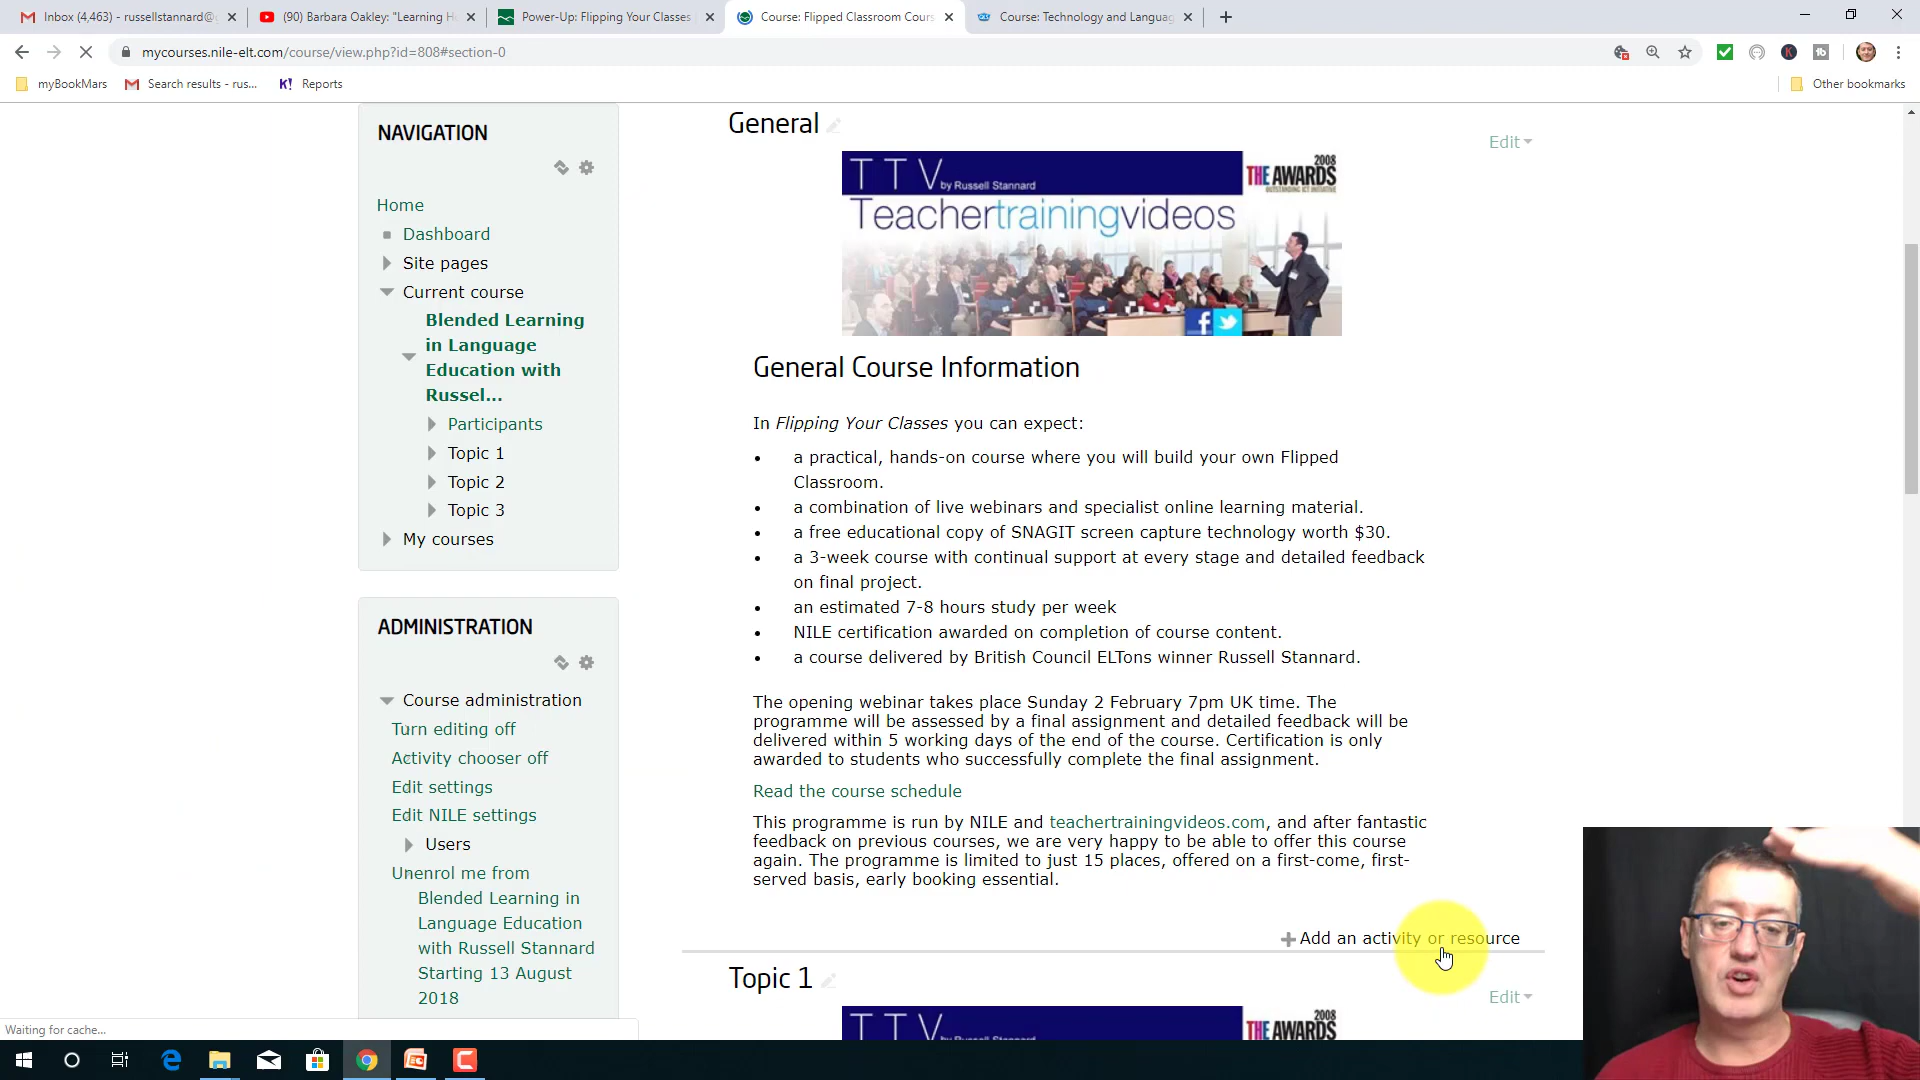 Inbox (4,463) - russellstannard@
(90) Barbara Oakley: "Learning H
Power-Up: Flipping Your Classes
Course: Flipped Classroom Cours
Course: Technology and Languag
mycourses.nile-elt.com/course/view.php?id=808#section-0
myBookMars
Search results - rus...
K! Reports
Other bookmarks
NAVIGATION
Home
Dashboard
Site pages
Current course
Blended Learning
in Language
Education with
Russel...
Participants
Topic 1
Topic 2
Topic 3
My courses
ADMINISTRATION
Course administration
Turn editing off
Activity chooser off
Edit settings
Edit NILE settings
Users
Unenrol me from
Blended Learning in
Language Education
with Russell Stannard
Starting 13 August
2018
Waiting for cache...
General
Edit
TTV by Russell Stannard
2008
THE AWARDS
OUTSTANDING ICT INITIATIVE
Teachertrainingvideos
General Course Information
In Flipping Your Classes you can expect:
• a practical, hands-on course where you will build your own Flipped
Classroom.
• a combination of live webinars and specialist online learning material.
• a free educational copy of SNAGIT screen capture technology worth $30.
• a 3-week course with continual support at every stage and detailed feedback
on final project.
• an estimated 7-8 hours study per week
• NILE certification awarded on completion of course content.
• a course delivered by British Council ELTons winner Russell Stannard.
The opening webinar takes place Sunday 2 February 7pm UK time. The
programme will be assessed by a final assignment and detailed feedback will be
delivered within 5 working days of the end of the course. Certification is only
awarded to students who successfully complete the final assignment.
Read the course schedule
This programme is run by NILE and teachertrainingvideos.com, and after fantastic
feedback on previous courses, we are very happy to be able to offer this course
again. The programme is limited to just 15 places, offered on a first-come, first-
served basis, early booking essential.
Add an activity or resource
Topic 1
Edit
TTV
by Russell Stannard
2008
THE AWARDS